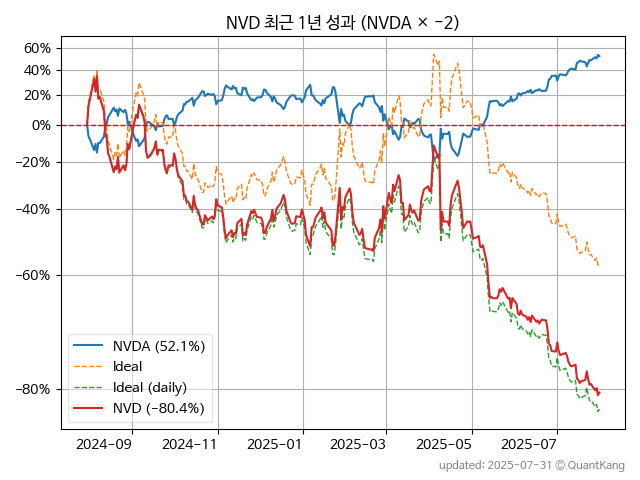 NVD 최근 1년 성과 (NVDA × −2)
60%
40%
20%
0%
−20%
−40%
−60%
−80%
NVDA (52.1%)
Ideal
Ideal (daily)
NVD (−80.4%)
2024-09
2024-11
2025-01
2025-03
2025-05
2025-07
updated: 2025-07-31 © QuantKang